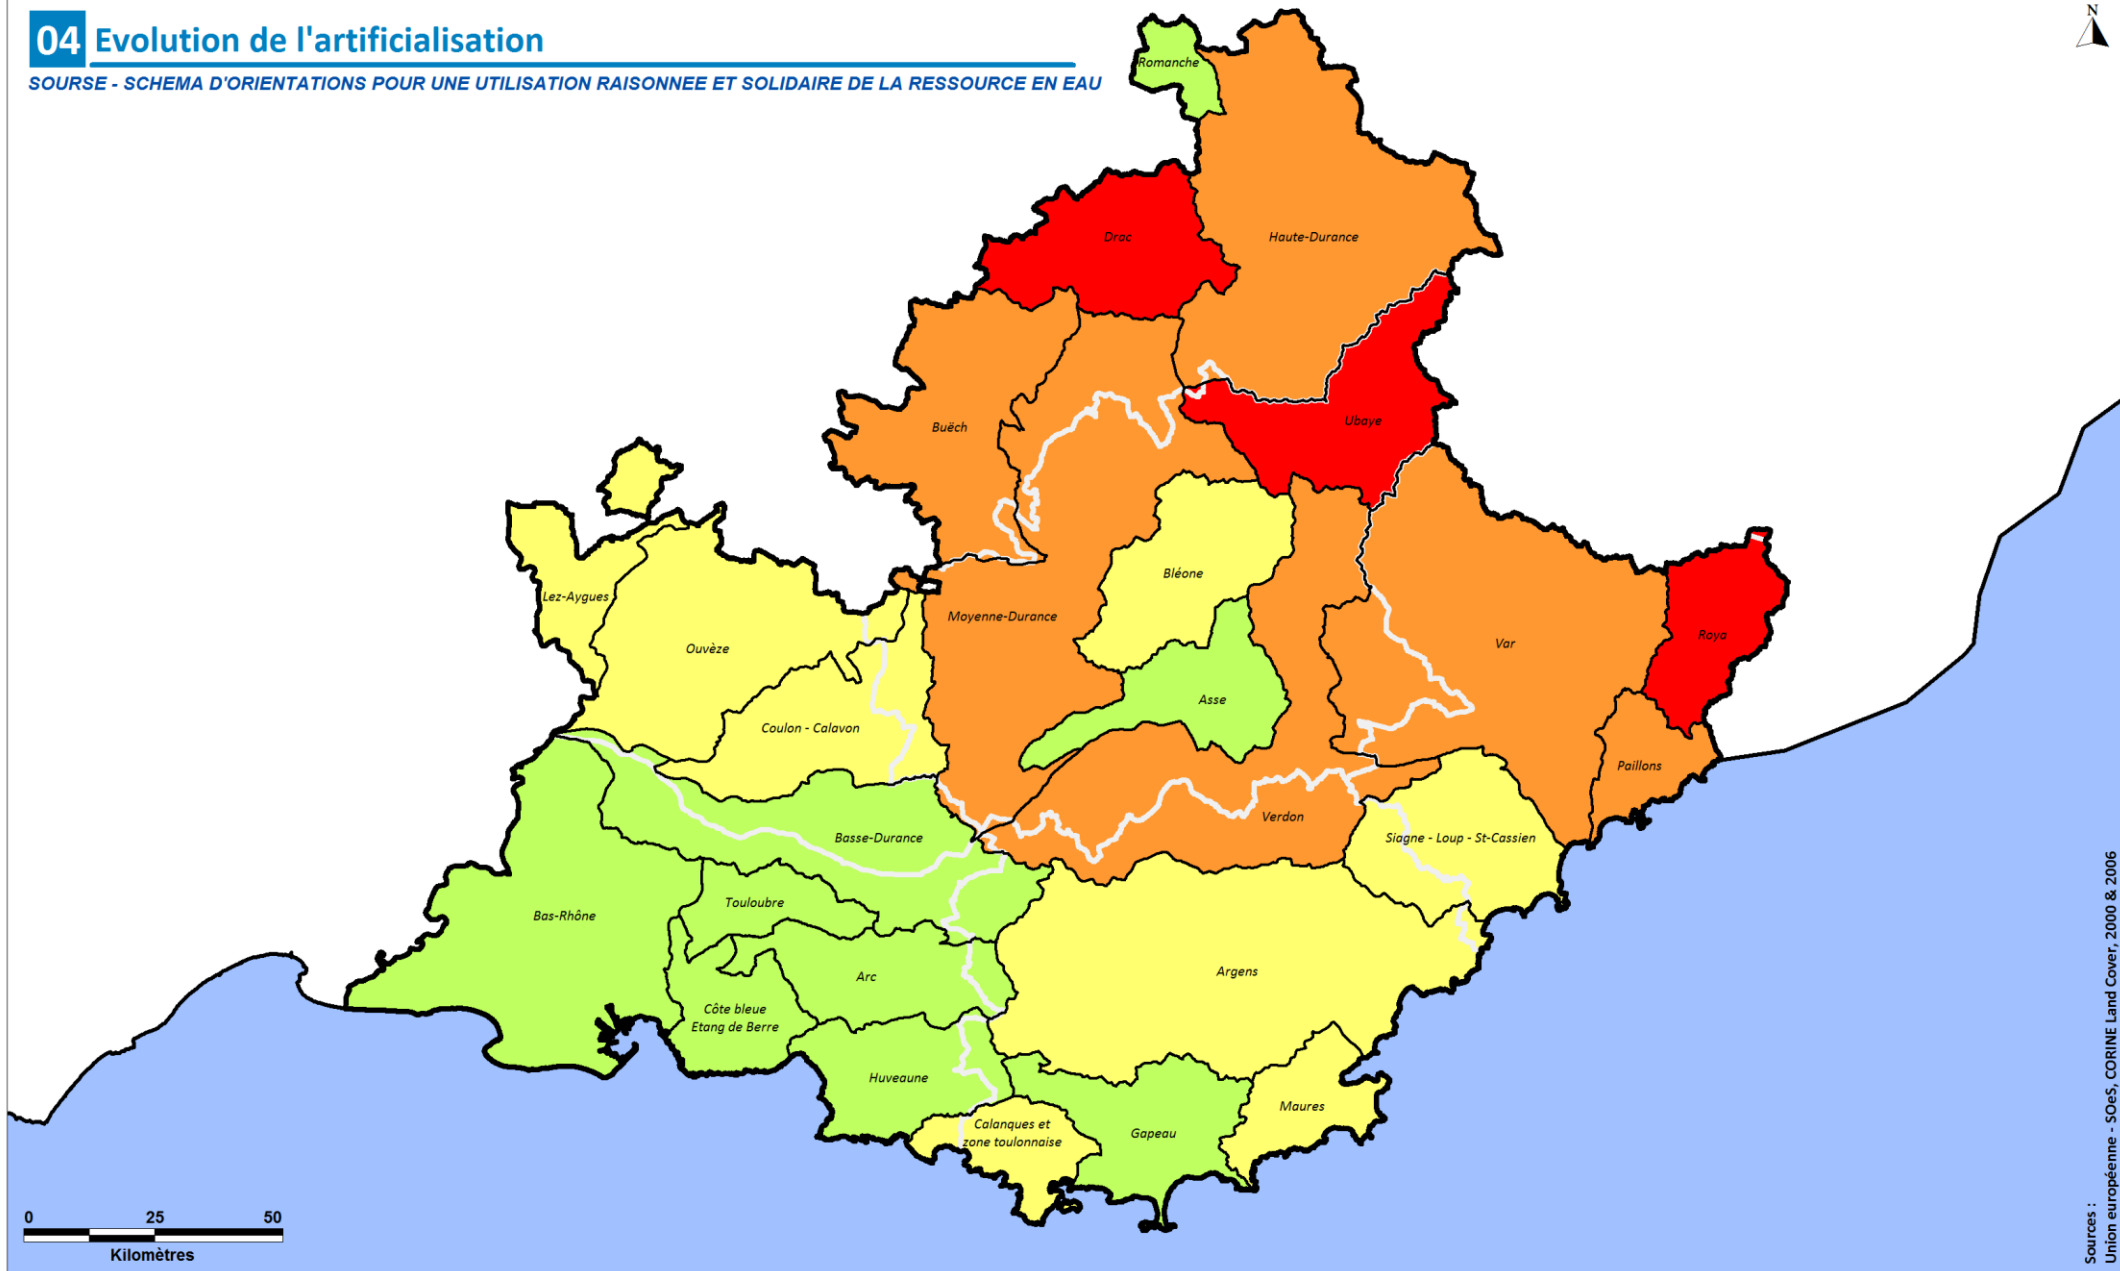 04 Evolution de l'artificialisation
SOURSE - SCHEMA D'ORIENTATIONS POUR UNE UTILISATION RAISONNEE ET SOLIDAIRE DE LA RESSOURCE EN EAU
N
Romanche
Drac
Haute-Durance
Buëch
Ubaye
Bléone
Lez-Aygues
Moyenne-Durance
Ouvèze
Var
Roya
Asse
Coulon - Calavon
Paillons
Verdon
Basse-Durance
Siagne - Loup - St-Cassien
Touloubre
Bas-Rhône
Arc
Argens
Côte bleue
Etang de Berre
Huveaune
Maures
Calanques et
zone toulonnaise
Gapeau
0 25 50
Kilomètres
Sources :
Union européenne - SOeS, CORINE Land Cover, 2000 & 2006